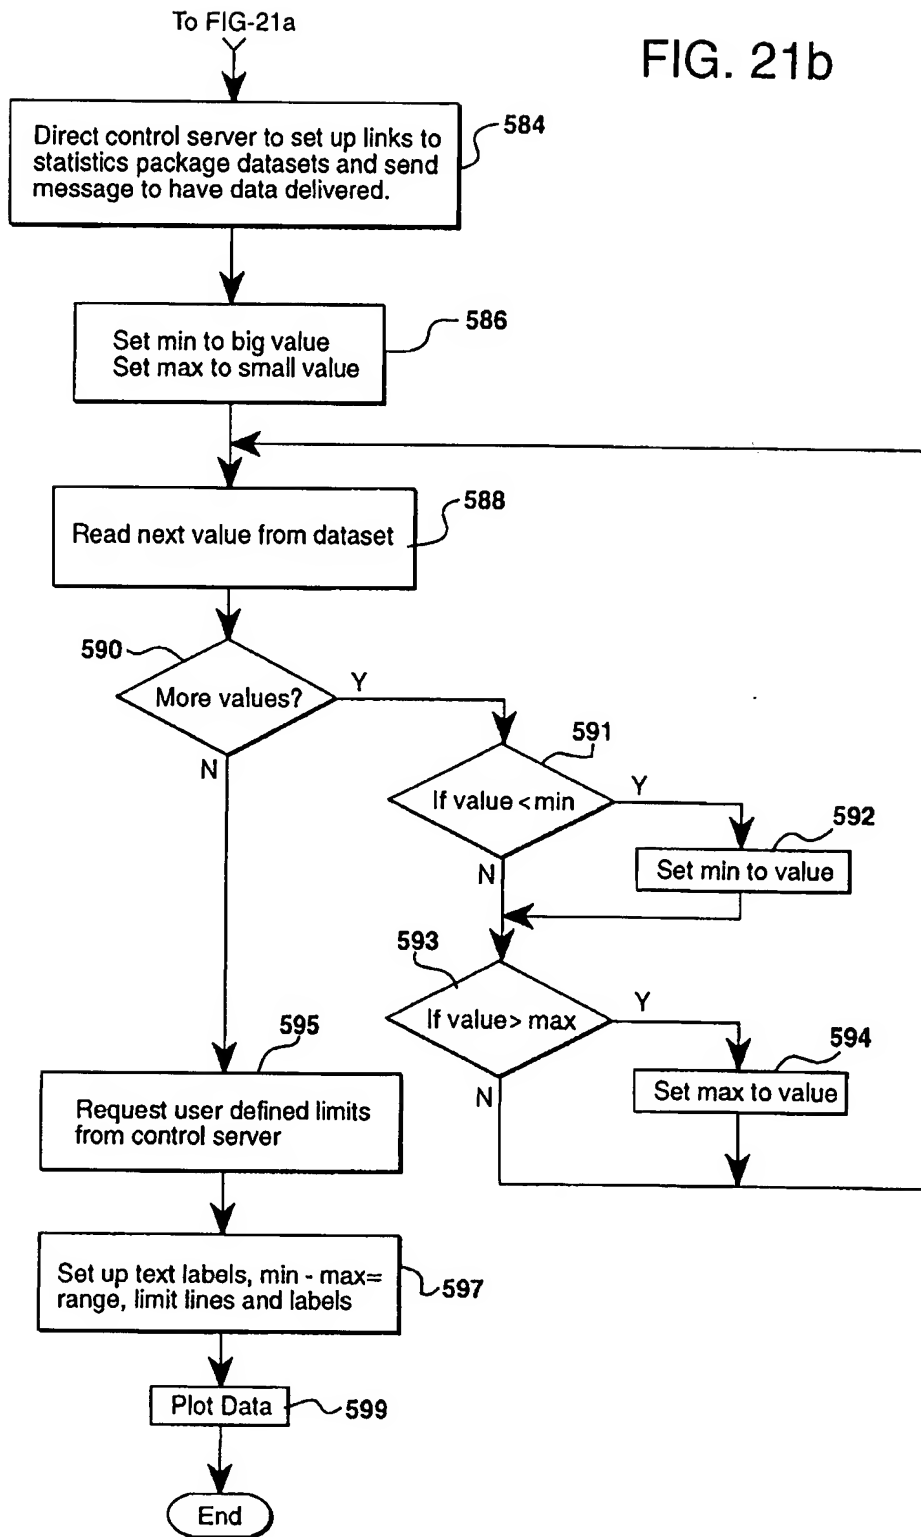 To FIG-21a
FIG. 21b
Direct control server to set up links to
statistics package datasets and send
message to have data delivered.
584
Set min to big value
Set max to small value
586
Read next value from dataset
588
590
More values?
Y
N
591
If value <min
Y
N
592
Set min to value
593
If value> max
Y
N
594
Set max to value
595
Request user defined limits
from control server
Set up text labels, min - max=
range, limit lines and labels
597
Plot Data
599
End